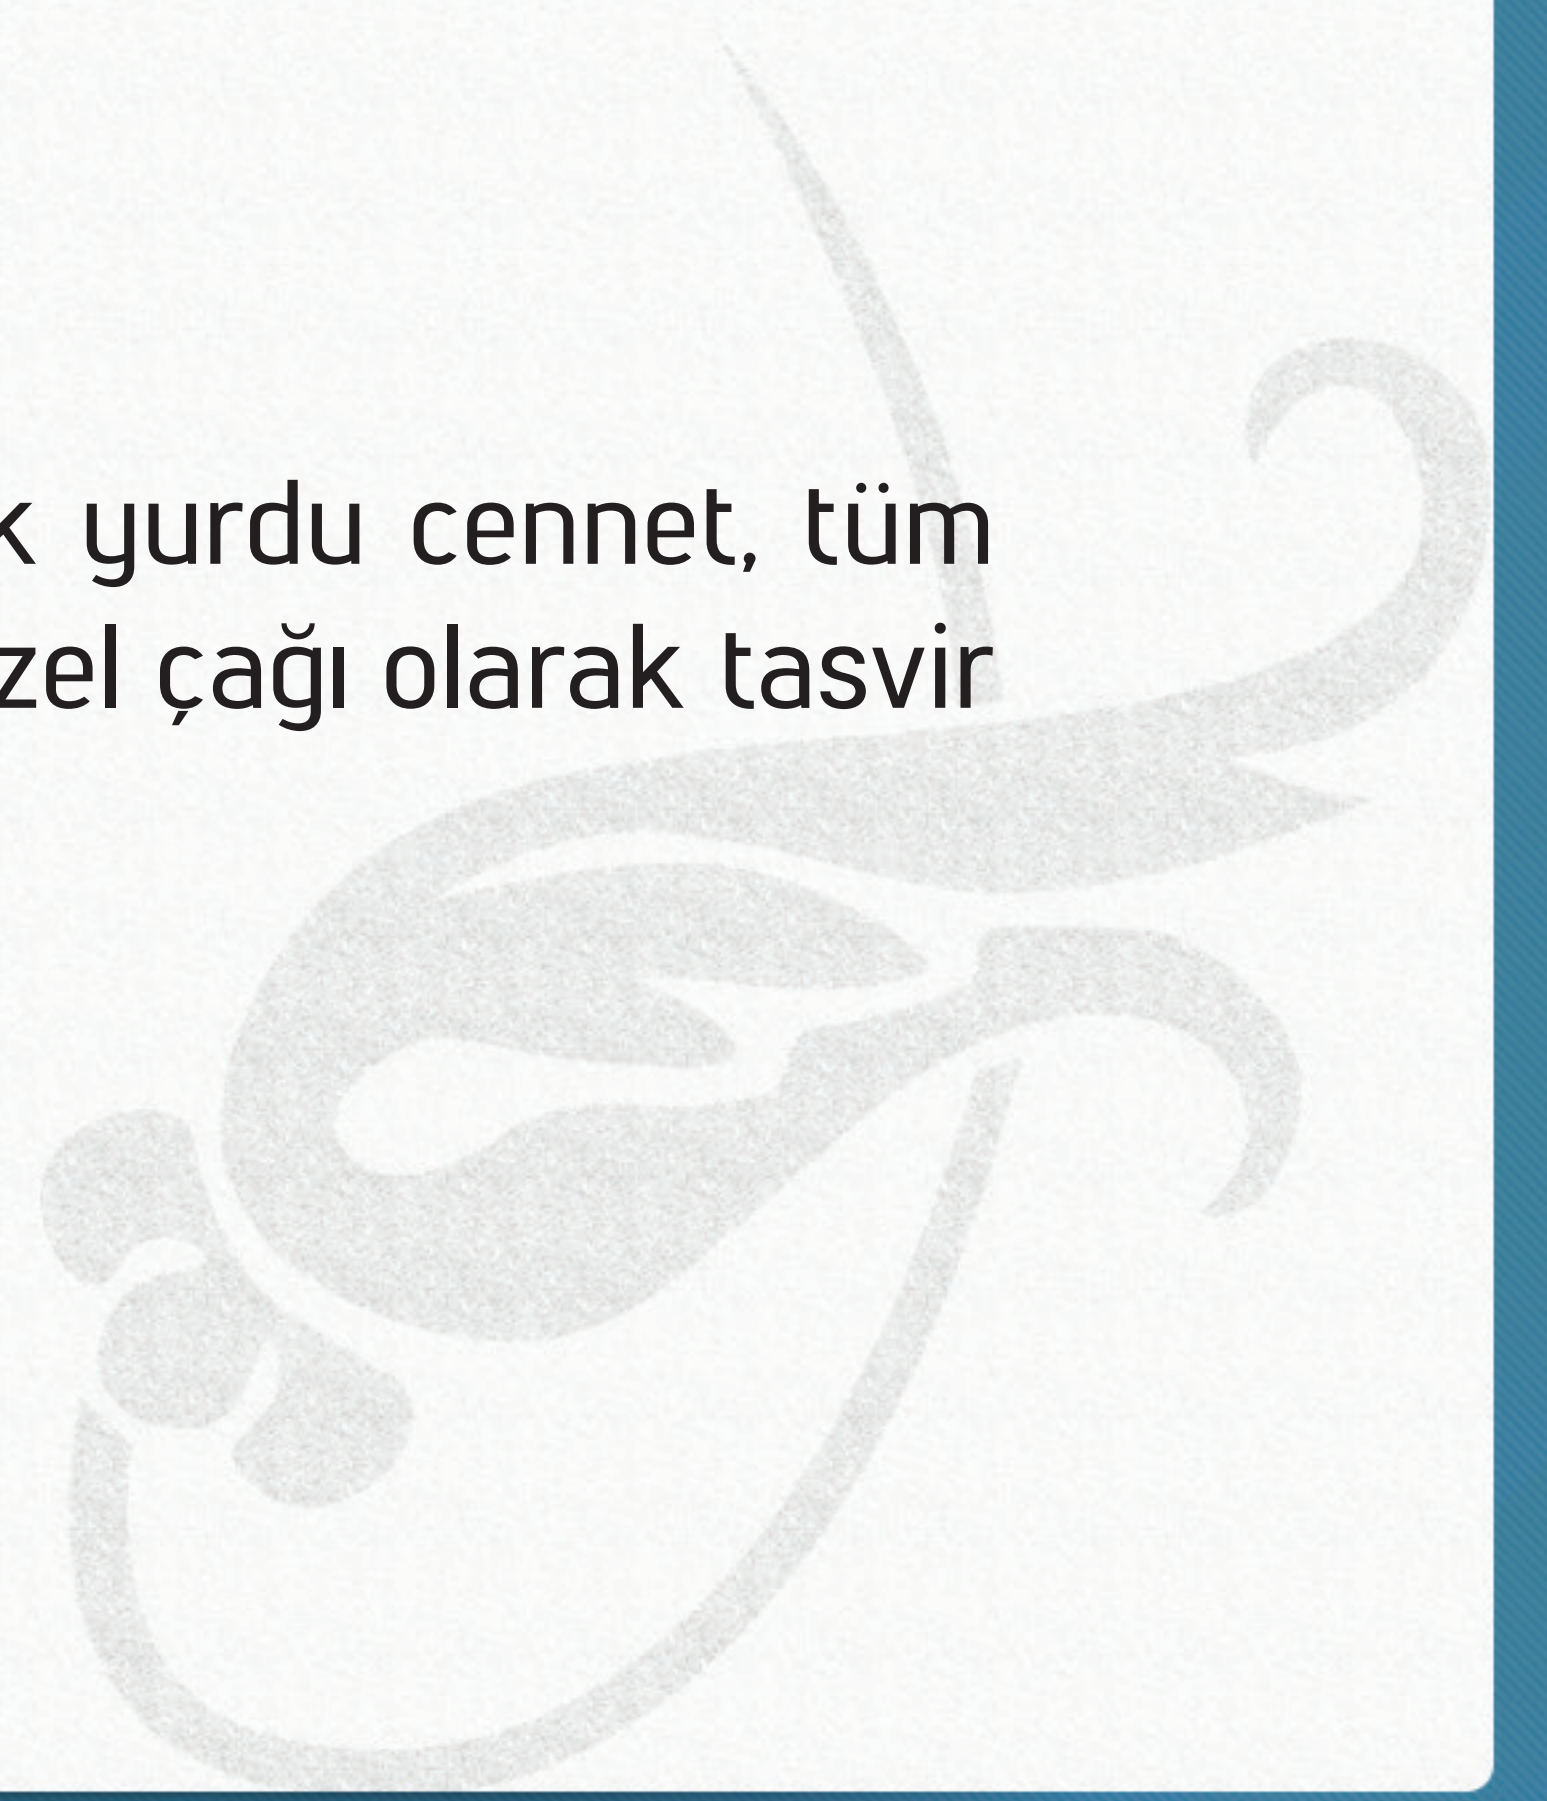 k yurdu cennet, tüm
zel çağı olarak tasvir